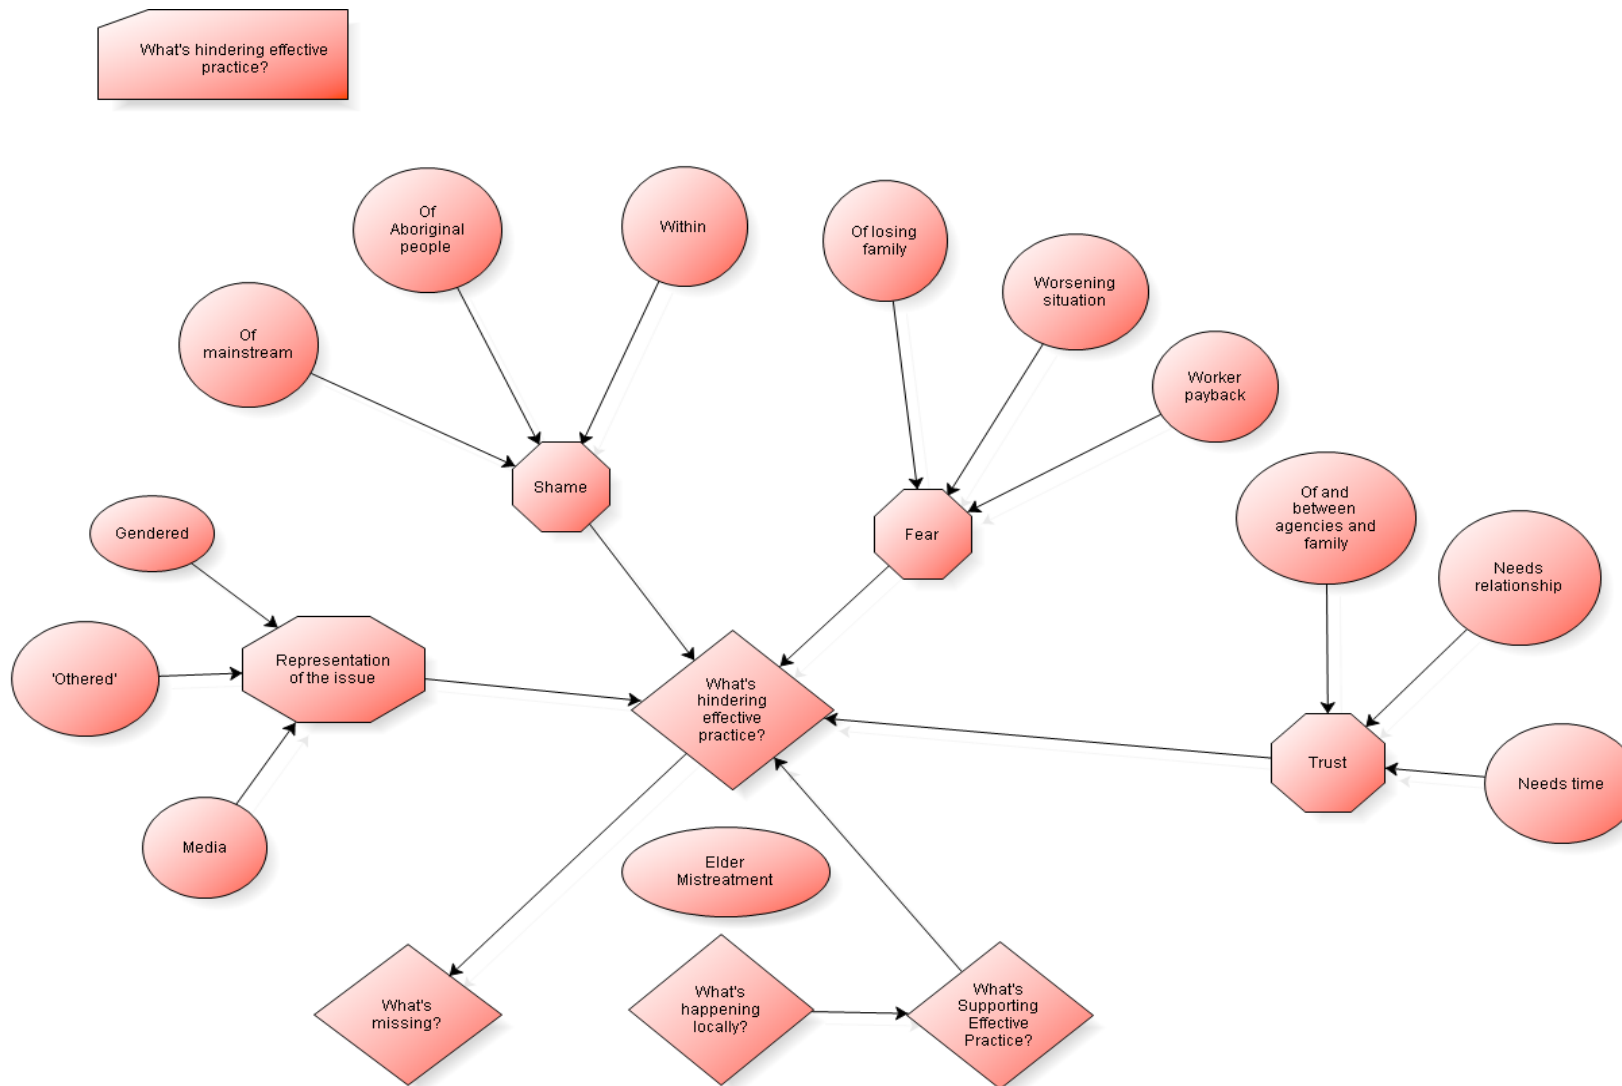 What's hindering effective
practice?
Of
Aboriginal
people
Within
Of losing
family
Worsening
situation
Of
mainstream
Worker
payback
Shame
Fear
Of and
between
agencies and
family
Needs
relationship
Gendered
'Othered'
Representation
of the issue
What's
hindering
effective
practice?
Trust
Needs time
Media
Elder
Mistreatment
What's
missing?
What's
happening
locally?
What's
Supporting
Effective
Practice?